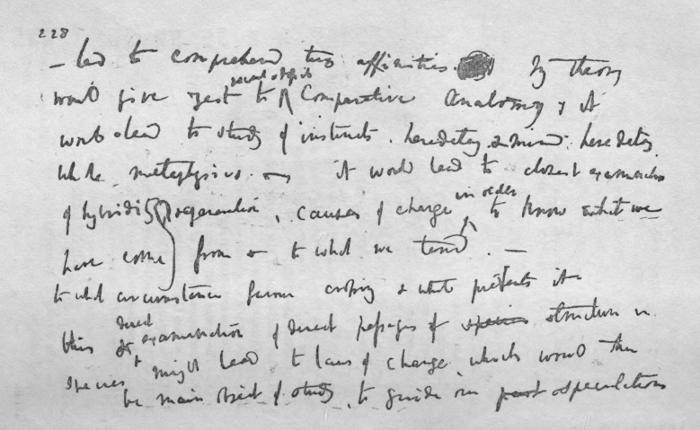 228
— led to comprehend true affinities. My theory
would give zest to recent & fossil Comparative Anatomy, & it
would lead to study of instincts, heredity & mind heredity,
whole metaphysics. — it would lead to closest examination
of hybridity & regeneration, causes of change in order to know what we
have come from & to what we tend. —
to what circumstances favour crossing & what prevents it —
this & direct examination of direct passages of species structure in
species, might lead to laws of change, which would then
be main object of study, to guide our past speculations